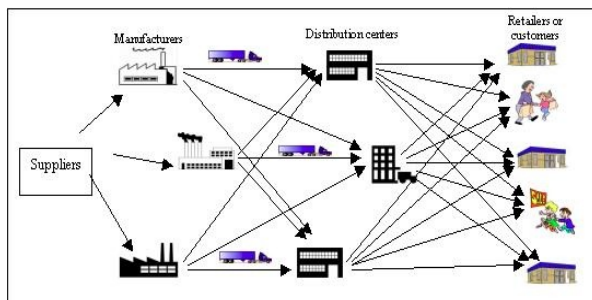 Manufacturers
Distribution centers
Retailers or
customers
Suppliers